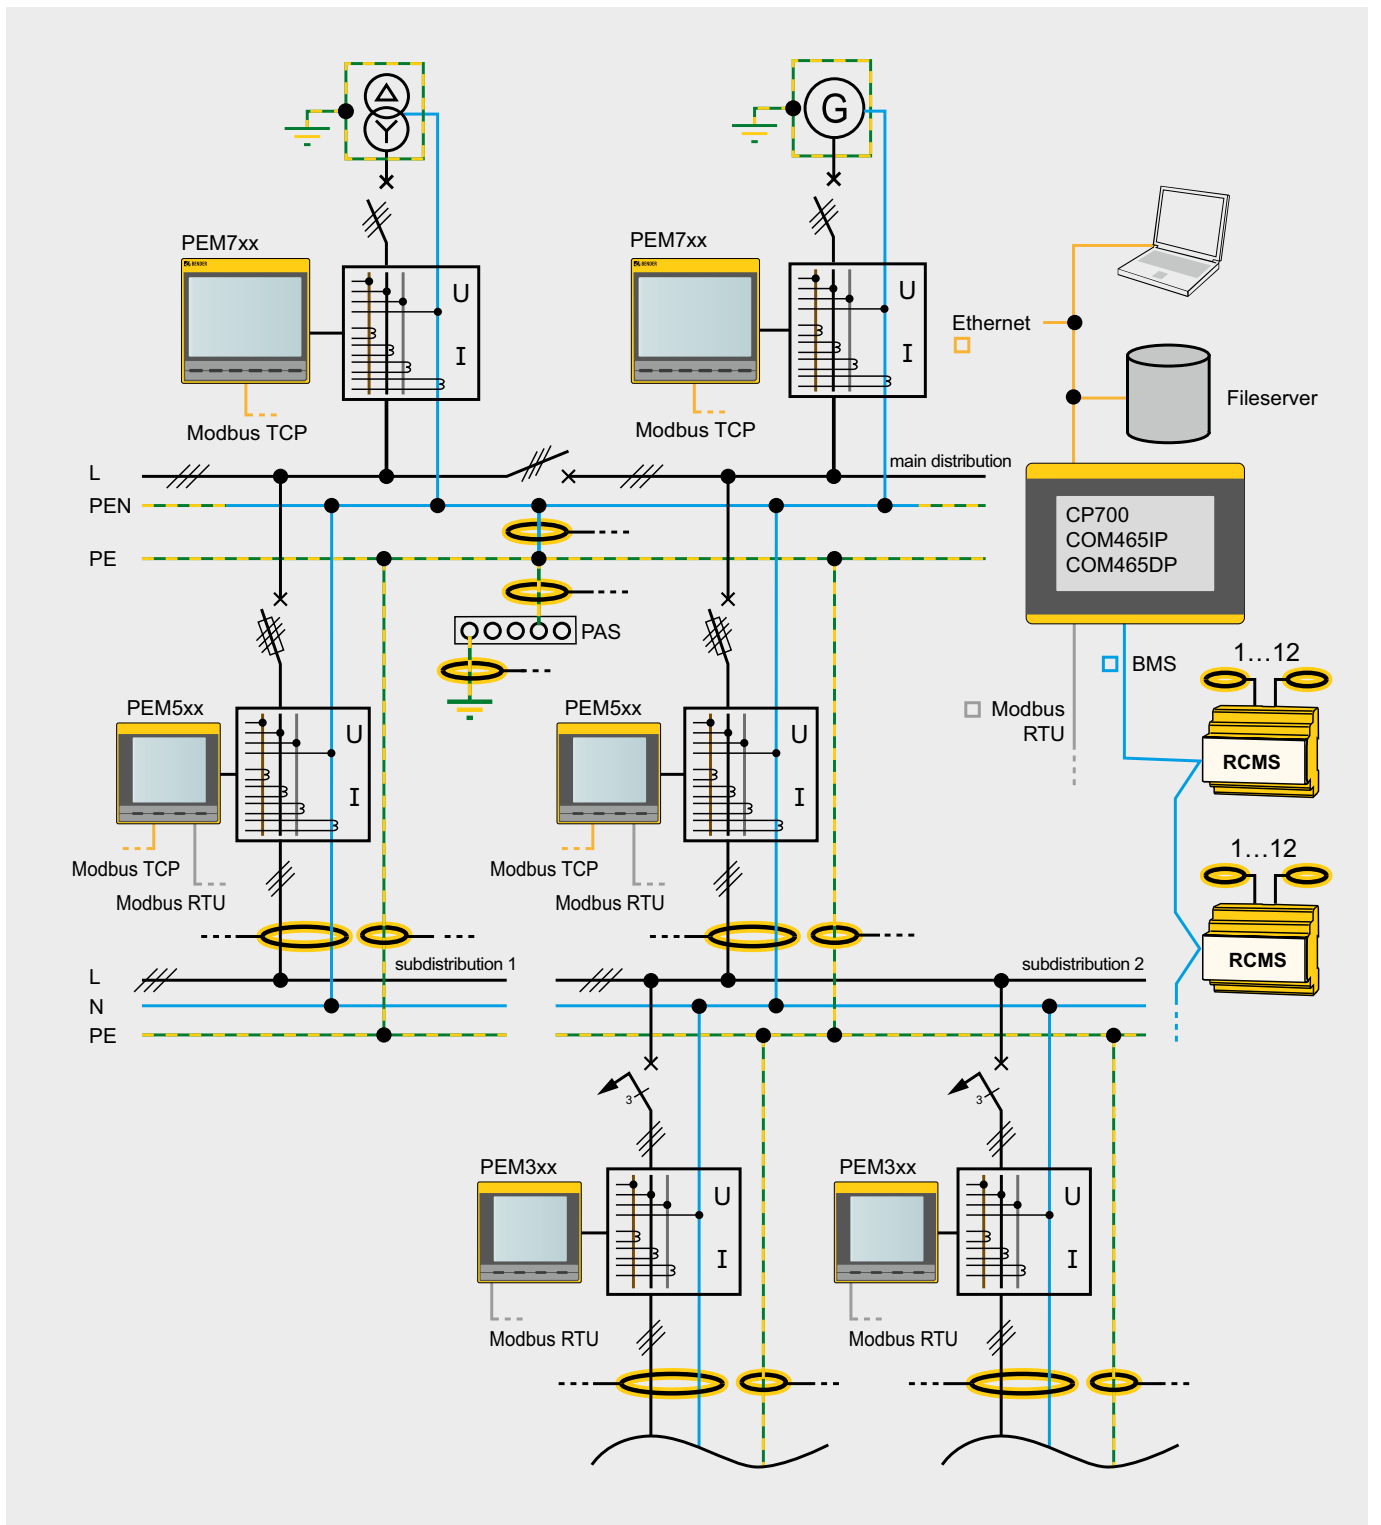 G
PEM7xx
BENDER
U
I
Modbus TCP
PEM7xx
BENDER
U
I
Modbus TCP
Ethernet
Fileserver
L
main distribution
PEN
PE
CP700
COM465IP
COM465DP
PAS
BMS
1...12
RCMS
Modbus
RTU
PEM5xx
U
I
Modbus TCP
Modbus RTU
PEM5xx
U
I
Modbus TCP
Modbus RTU
1...12
RCMS
L
subdistribution 1
subdistribution 2
N
PE
3
3
PEM3xx
U
I
Modbus RTU
PEM3xx
U
I
Modbus RTU